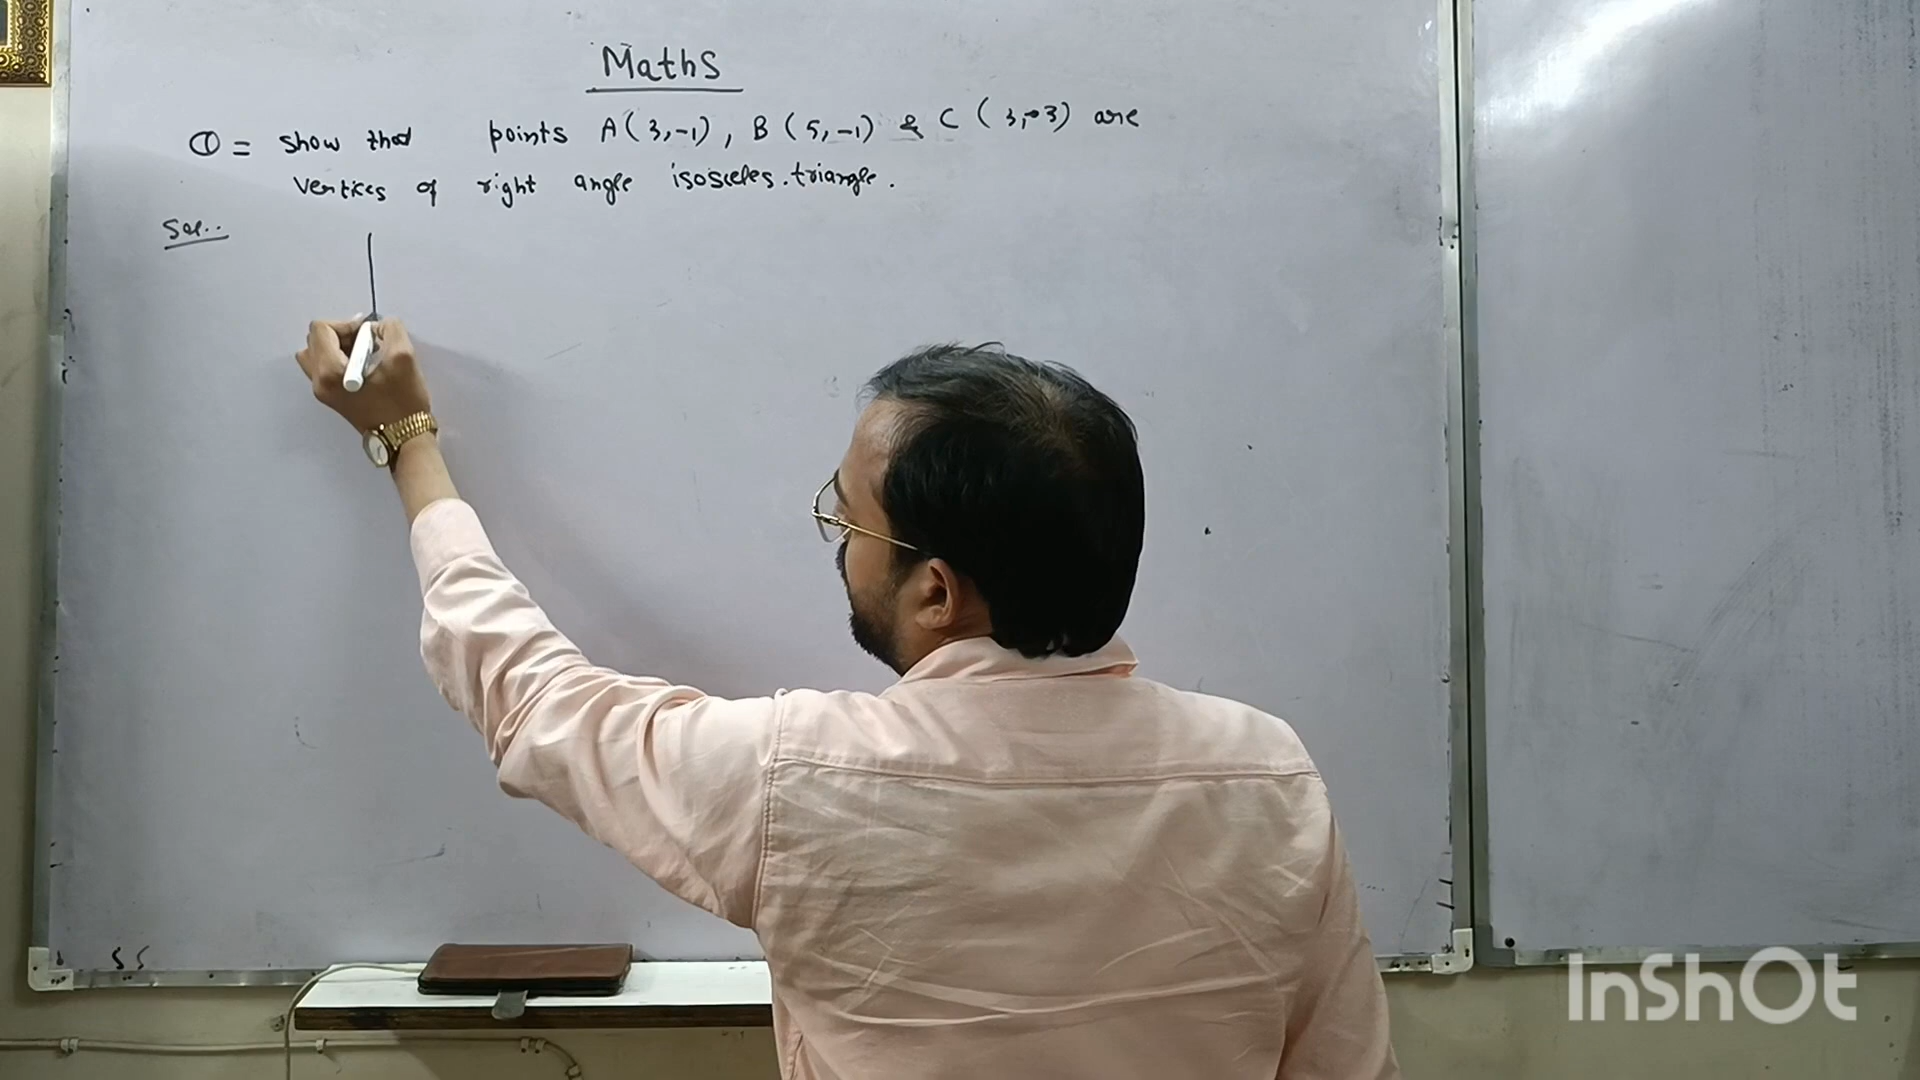 Maths
① = show that points A(3,-1), B(5,-1) & C(3,-3) are
vertices of right angle isosceles.triangle.
Sol..
SS
InShOt